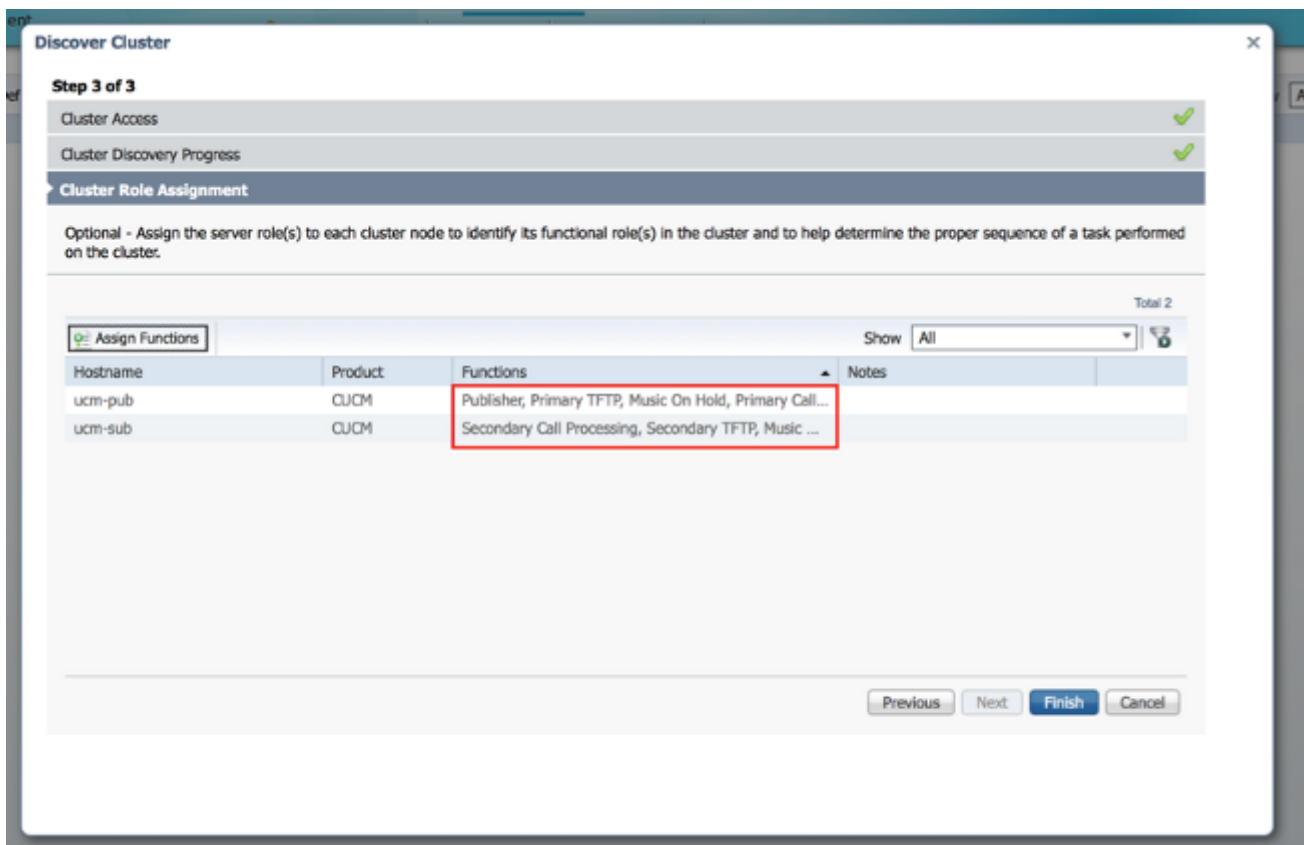 ent
Discover Cluster
Step 3 of 3
Cluster Access
Cluster Discovery Progress
Cluster Role Assignment
Optional - Assign the server role(s) to each cluster node to identify its functional role(s) in the cluster and to help determine the proper sequence of a task performed
on the cluster.
Total 2
Assign Functions Show All
Hostname Product Functions Notes
ucm-pub CUCM Publisher, Primary TFTP, Music On Hold, Primary Call...
ucm-sub CUCM Secondary Call Processing, Secondary TFTP, Music ...
Previous Next Finish Cancel